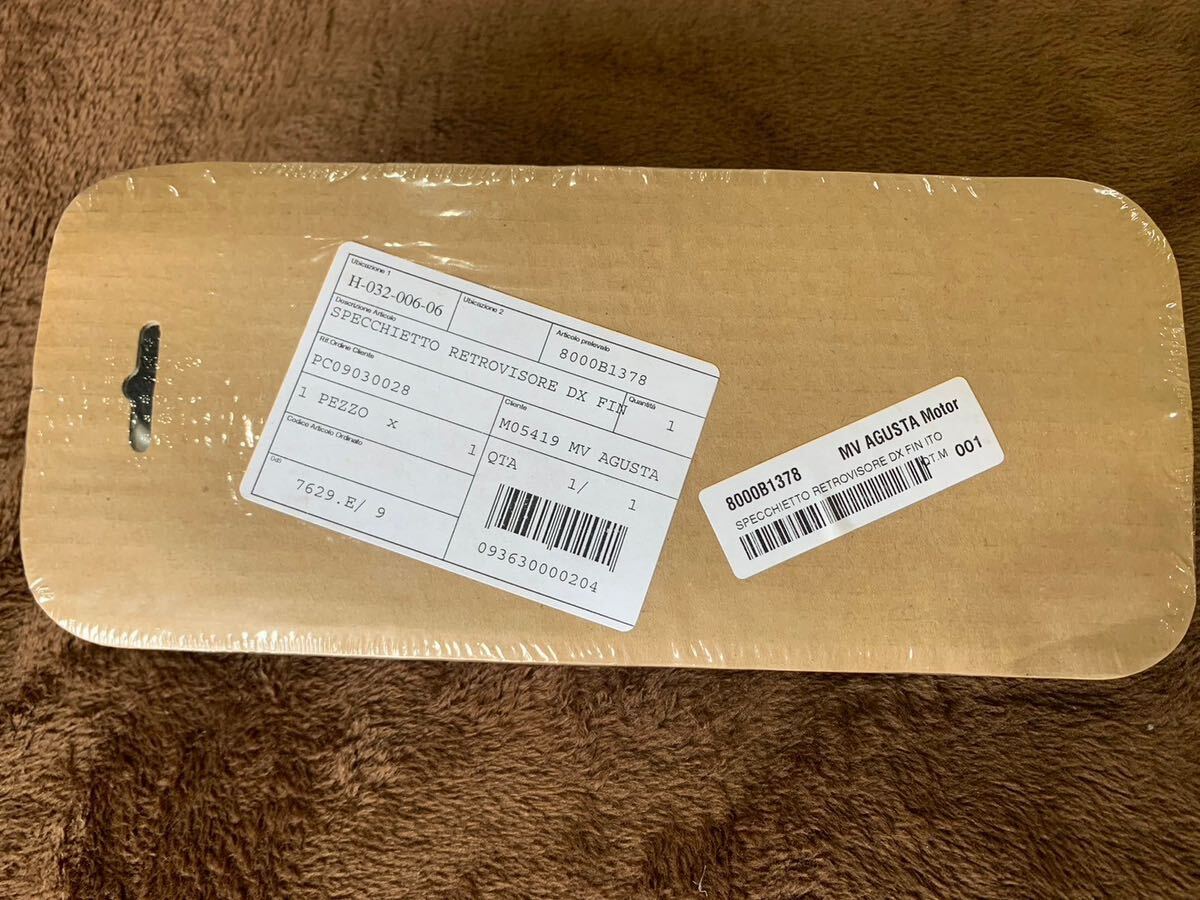 Ubicazione 1
H-032-006-06
Ubicazione 2
Articolo prelevato
8000B1378
Descrizione Articolo
SPECCHIETTO RETROVISORE DX FIN
Quantità
1
Rif.Ordine Cliente
PC09030028
Cliente
M05419 MV AGUSTA
1 PEZZO x 1
QTA 1/ 1
Codice Articolo Ordinato
Dati
7629.E/ 9
093630000204
8000B1378 MV AGUSTA Motor
SPECCHIETTO RETROVISORE DX FIN ITO
QT.M 001